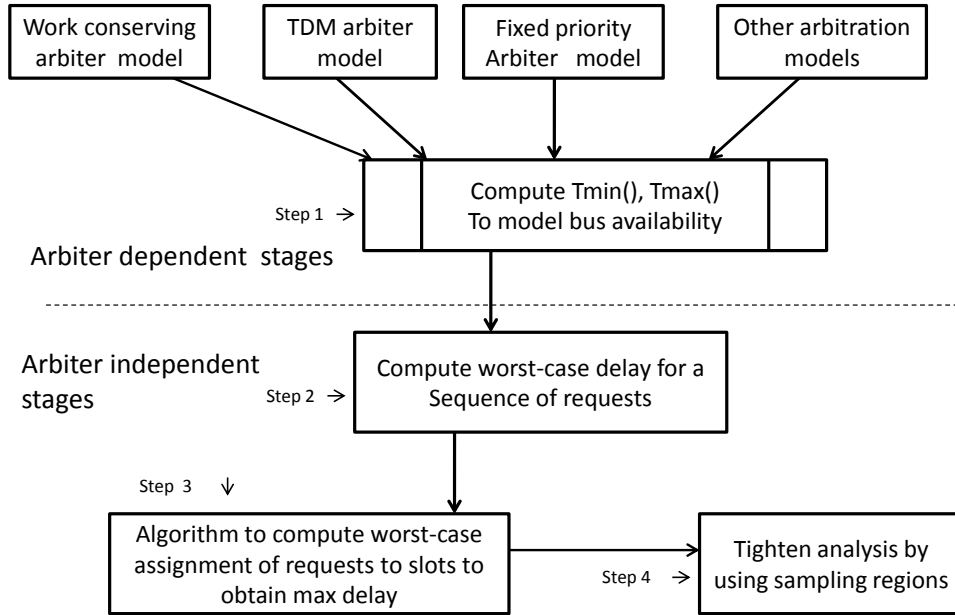 Work conserving
arbiter model
TDM arbiter
model
Fixed priority
Arbiter model
Other arbitration
models
Compute Tmin(), Tmax()
To model bus availability
Step 1
Arbiter dependent stages
Arbiter independent
stages
Compute worst-case delay for a
Sequence of requests
Step 2
Step 3
Algorithm to compute worst-case
assignment of requests to slots to
obtain max delay
Step 4
Tighten analysis by
using sampling regions